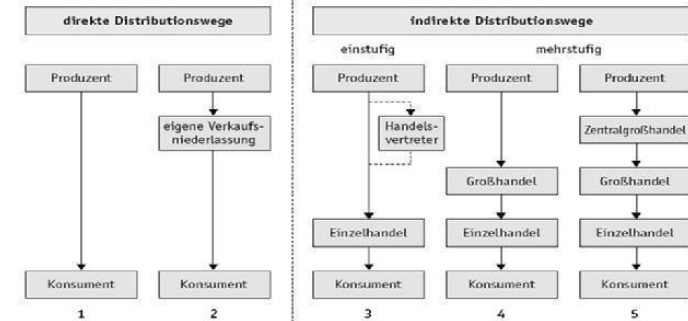 direkte Distributionswege
indirekte Distributionswege
einstufig
mehrstufig
Produzent
Produzent
Produzent
Produzent
Produzent
eigene Verkaufs-
niederlassung
Handels-
vertreter
Zentralgroßhandel
Großhandel
Großhandel
Einzelhandel
Einzelhandel
Einzelhandel
Konsument
Konsument
Konsument
Konsument
Konsument
1
2
3
4
5